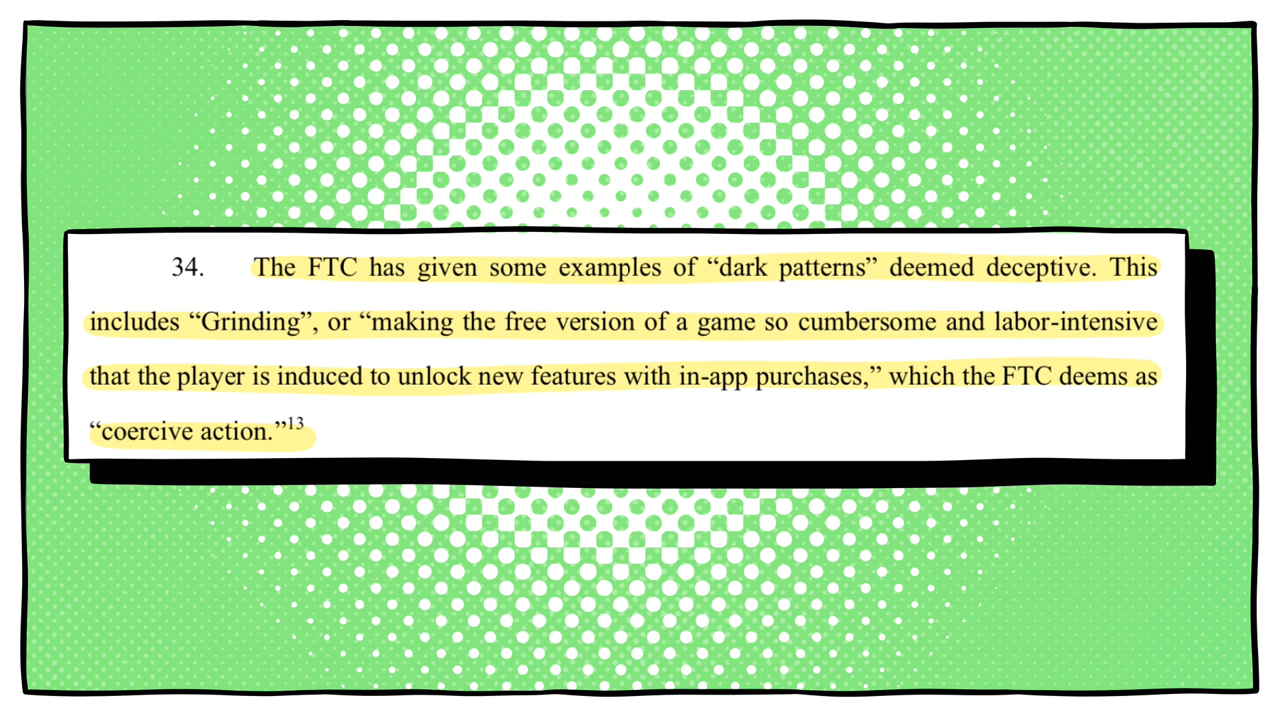 34. The FTC has given some examples of “dark patterns” deemed deceptive. This
includes “Grinding”, or “making the free version of a game so cumbersome and labor-intensive
that the player is induced to unlock new features with in-app purchases,” which the FTC deems as
“coercive action.”13